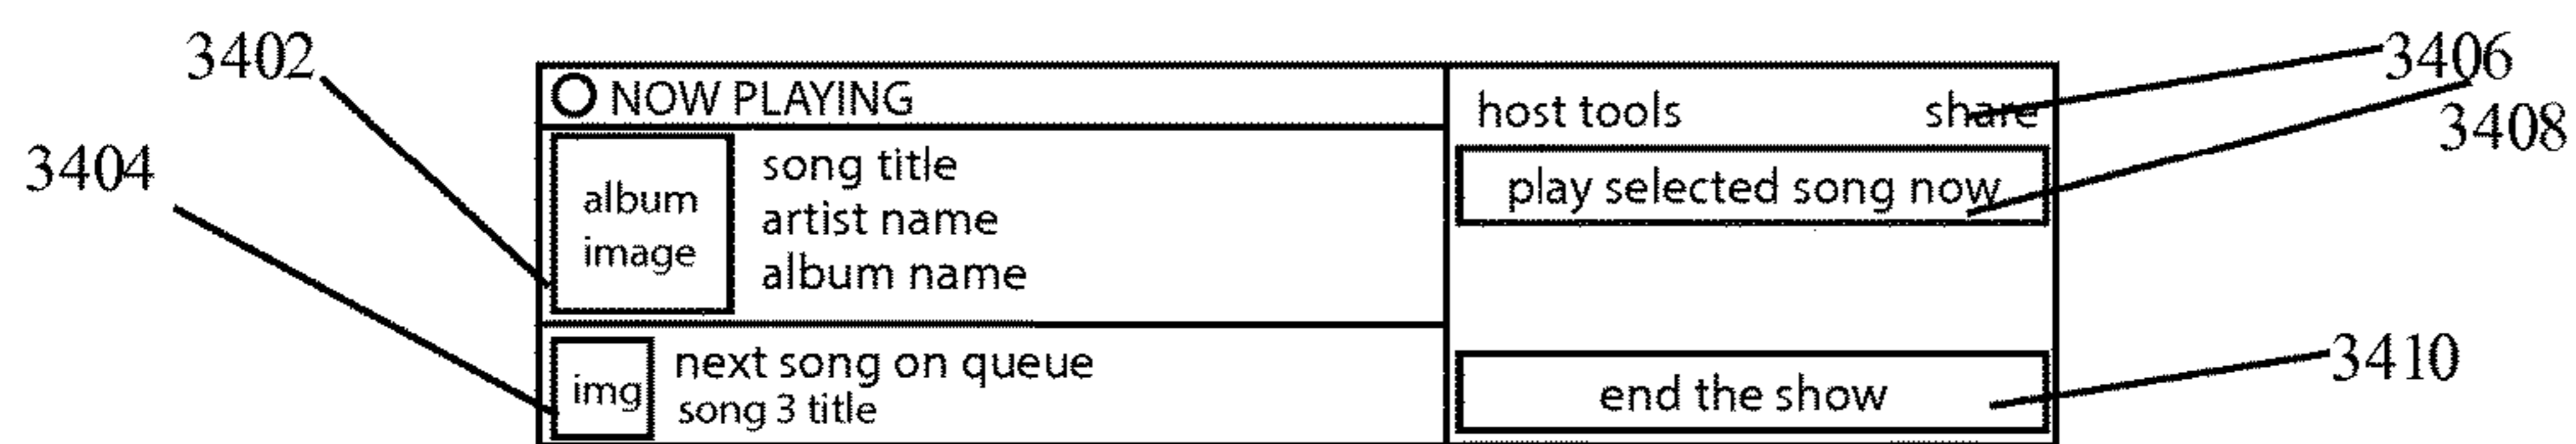 3402
3404
NOW PLAYING
album
image
song title
artist name
album name
img
next song on queue
song 3 title
host tools
share
play selected song now
end the show
3406
3408
3410